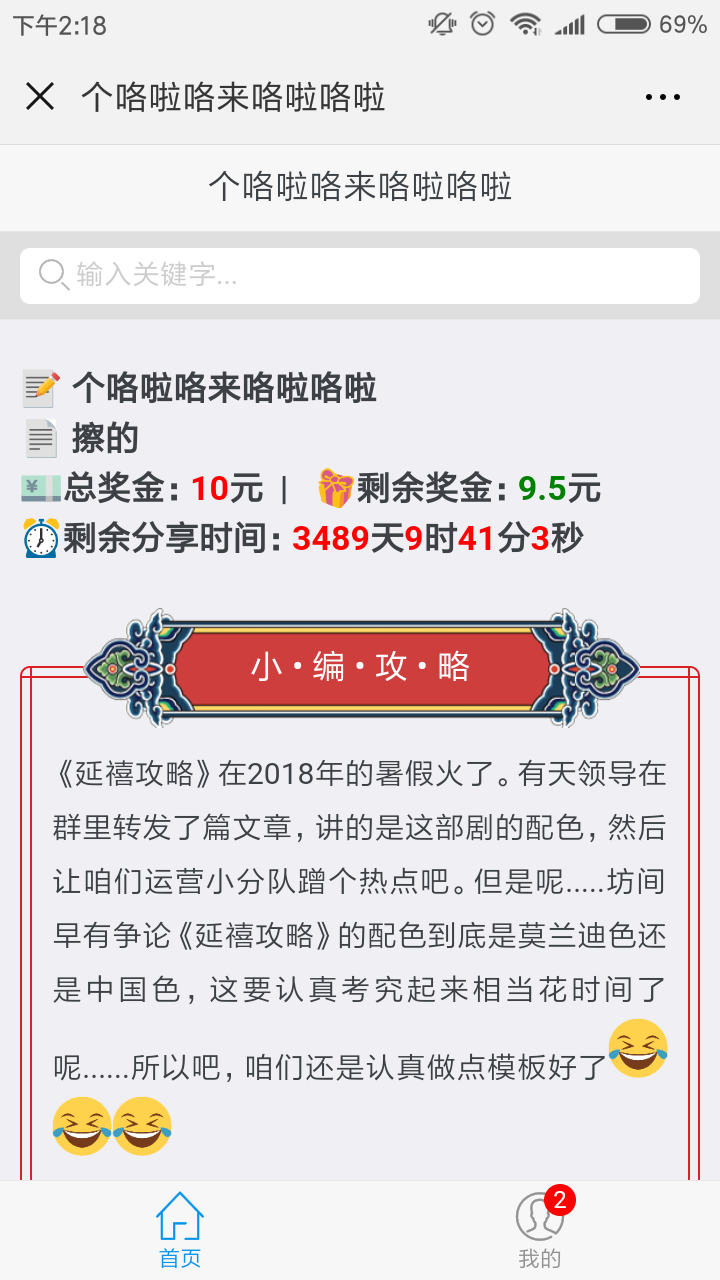 下午2:18
69%
个咯啦咯来咯啦咯啦
个咯啦咯来咯啦咯啦
输入关键字...
个咯啦咯来咯啦咯啦
擦的
总奖金：10元 | 剩余奖金：9.5元
剩余分享时间：3489天9时41分3秒
小•编•攻•略
《延禧攻略》在2018年的暑假火了。有天领导在
群里转发了篇文章，讲的是这部剧的配色，然后
让咱们运营小分队蹭个热点吧。但是呢.....坊间
早有争论《延禧攻略》的配色到底是莫兰迪色还
是中国色，这要认真考究起来相当花时间了
呢......所以吧，咱们还是认真做点模板好了😂
😂😂
2
首页
我的